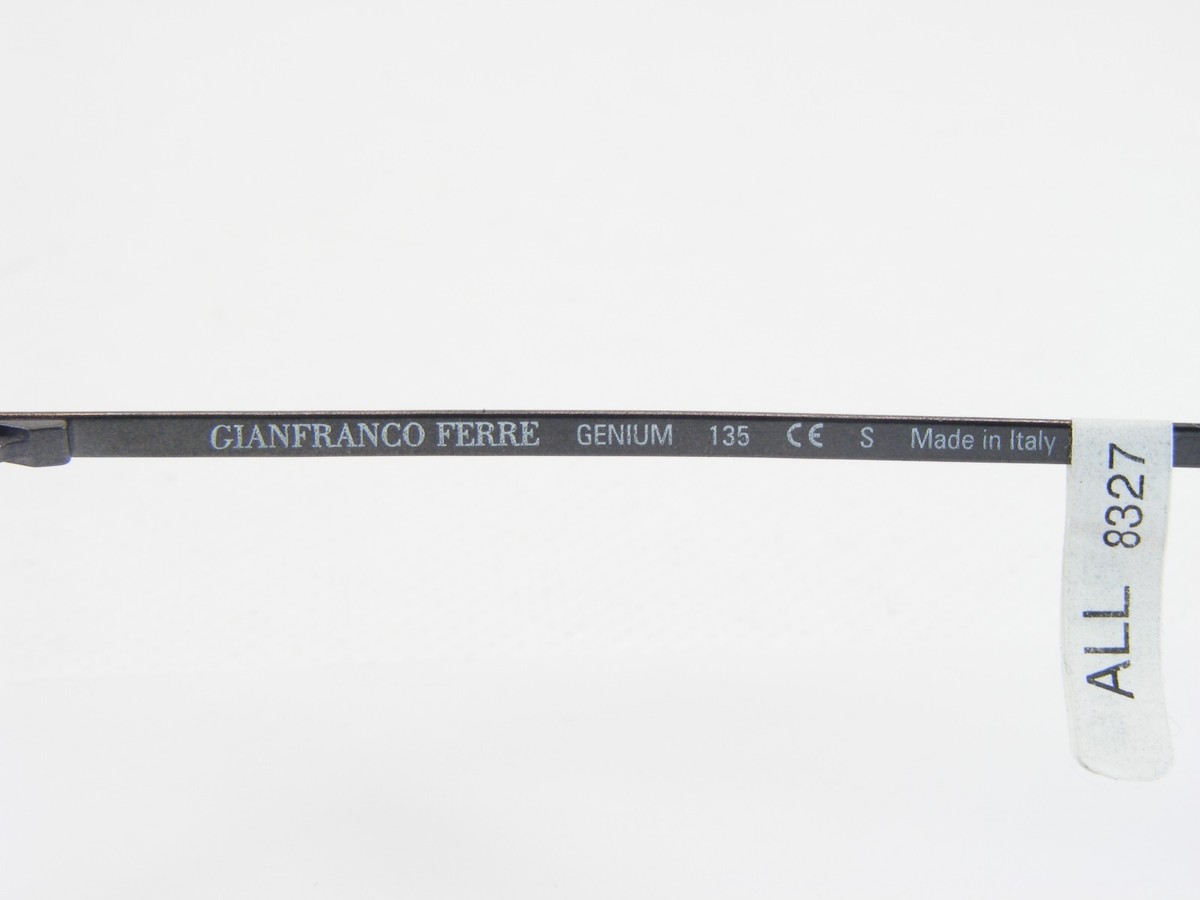 GIANFRANCO FERRE GENIUM 135 CE S Made in Italy
ALL 8327